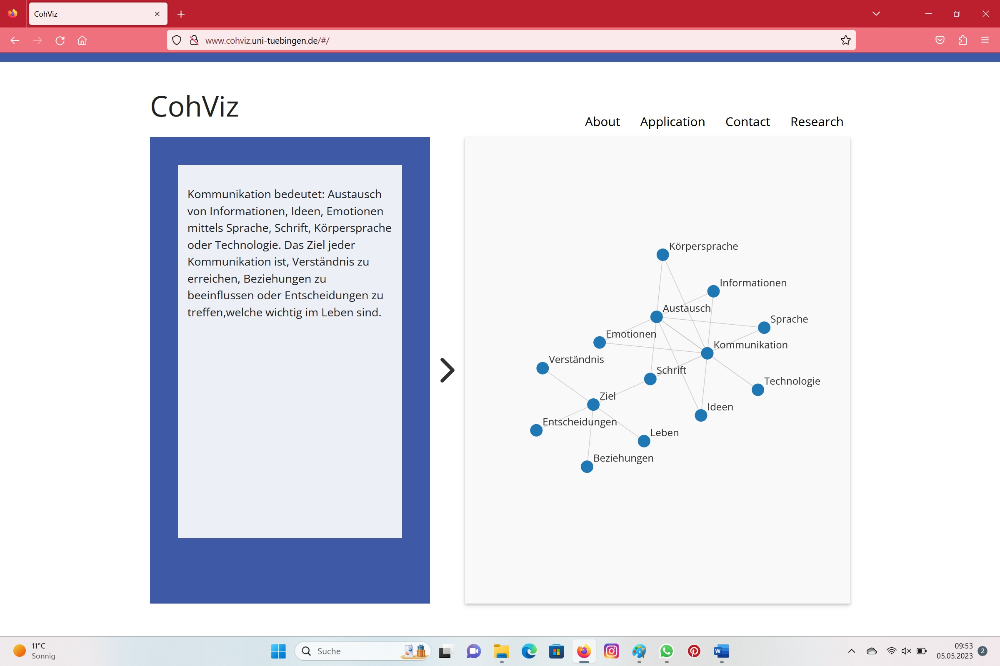 CohViz
www.cohviz.uni-tuebingen.de/#/
CohViz
About Application Contact Research
Kommunikation bedeutet: Austausch
von Informationen, Ideen, Emotionen
mittels Sprache, Schrift, Körpersprache
oder Technologie. Das Ziel jeder
Kommunikation ist, Verständnis zu
erreichen, Beziehungen zu
beeinflussen oder Entscheidungen zu
treffen,welche wichtig im Leben sind.
Körpersprache
Informationen
Austausch
Sprache
Emotionen
Kommunikation
Verständnis
Schrift
Technologie
Ziel
Ideen
Entscheidungen
Leben
Beziehungen
11°C
Sonnig
Suche
W
09:53
05.05.2023
2